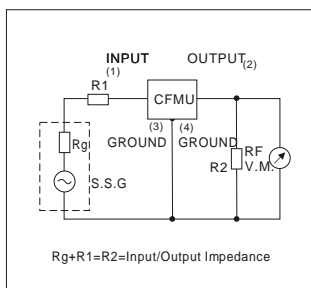 INPUT OUTPUT
(1) (2)
R1 CFMU
(3) (4)
Rg GROUND GROUND RF
R2 V.M.
S.S.G
Rg+R1=R2=Input/Output Impedance